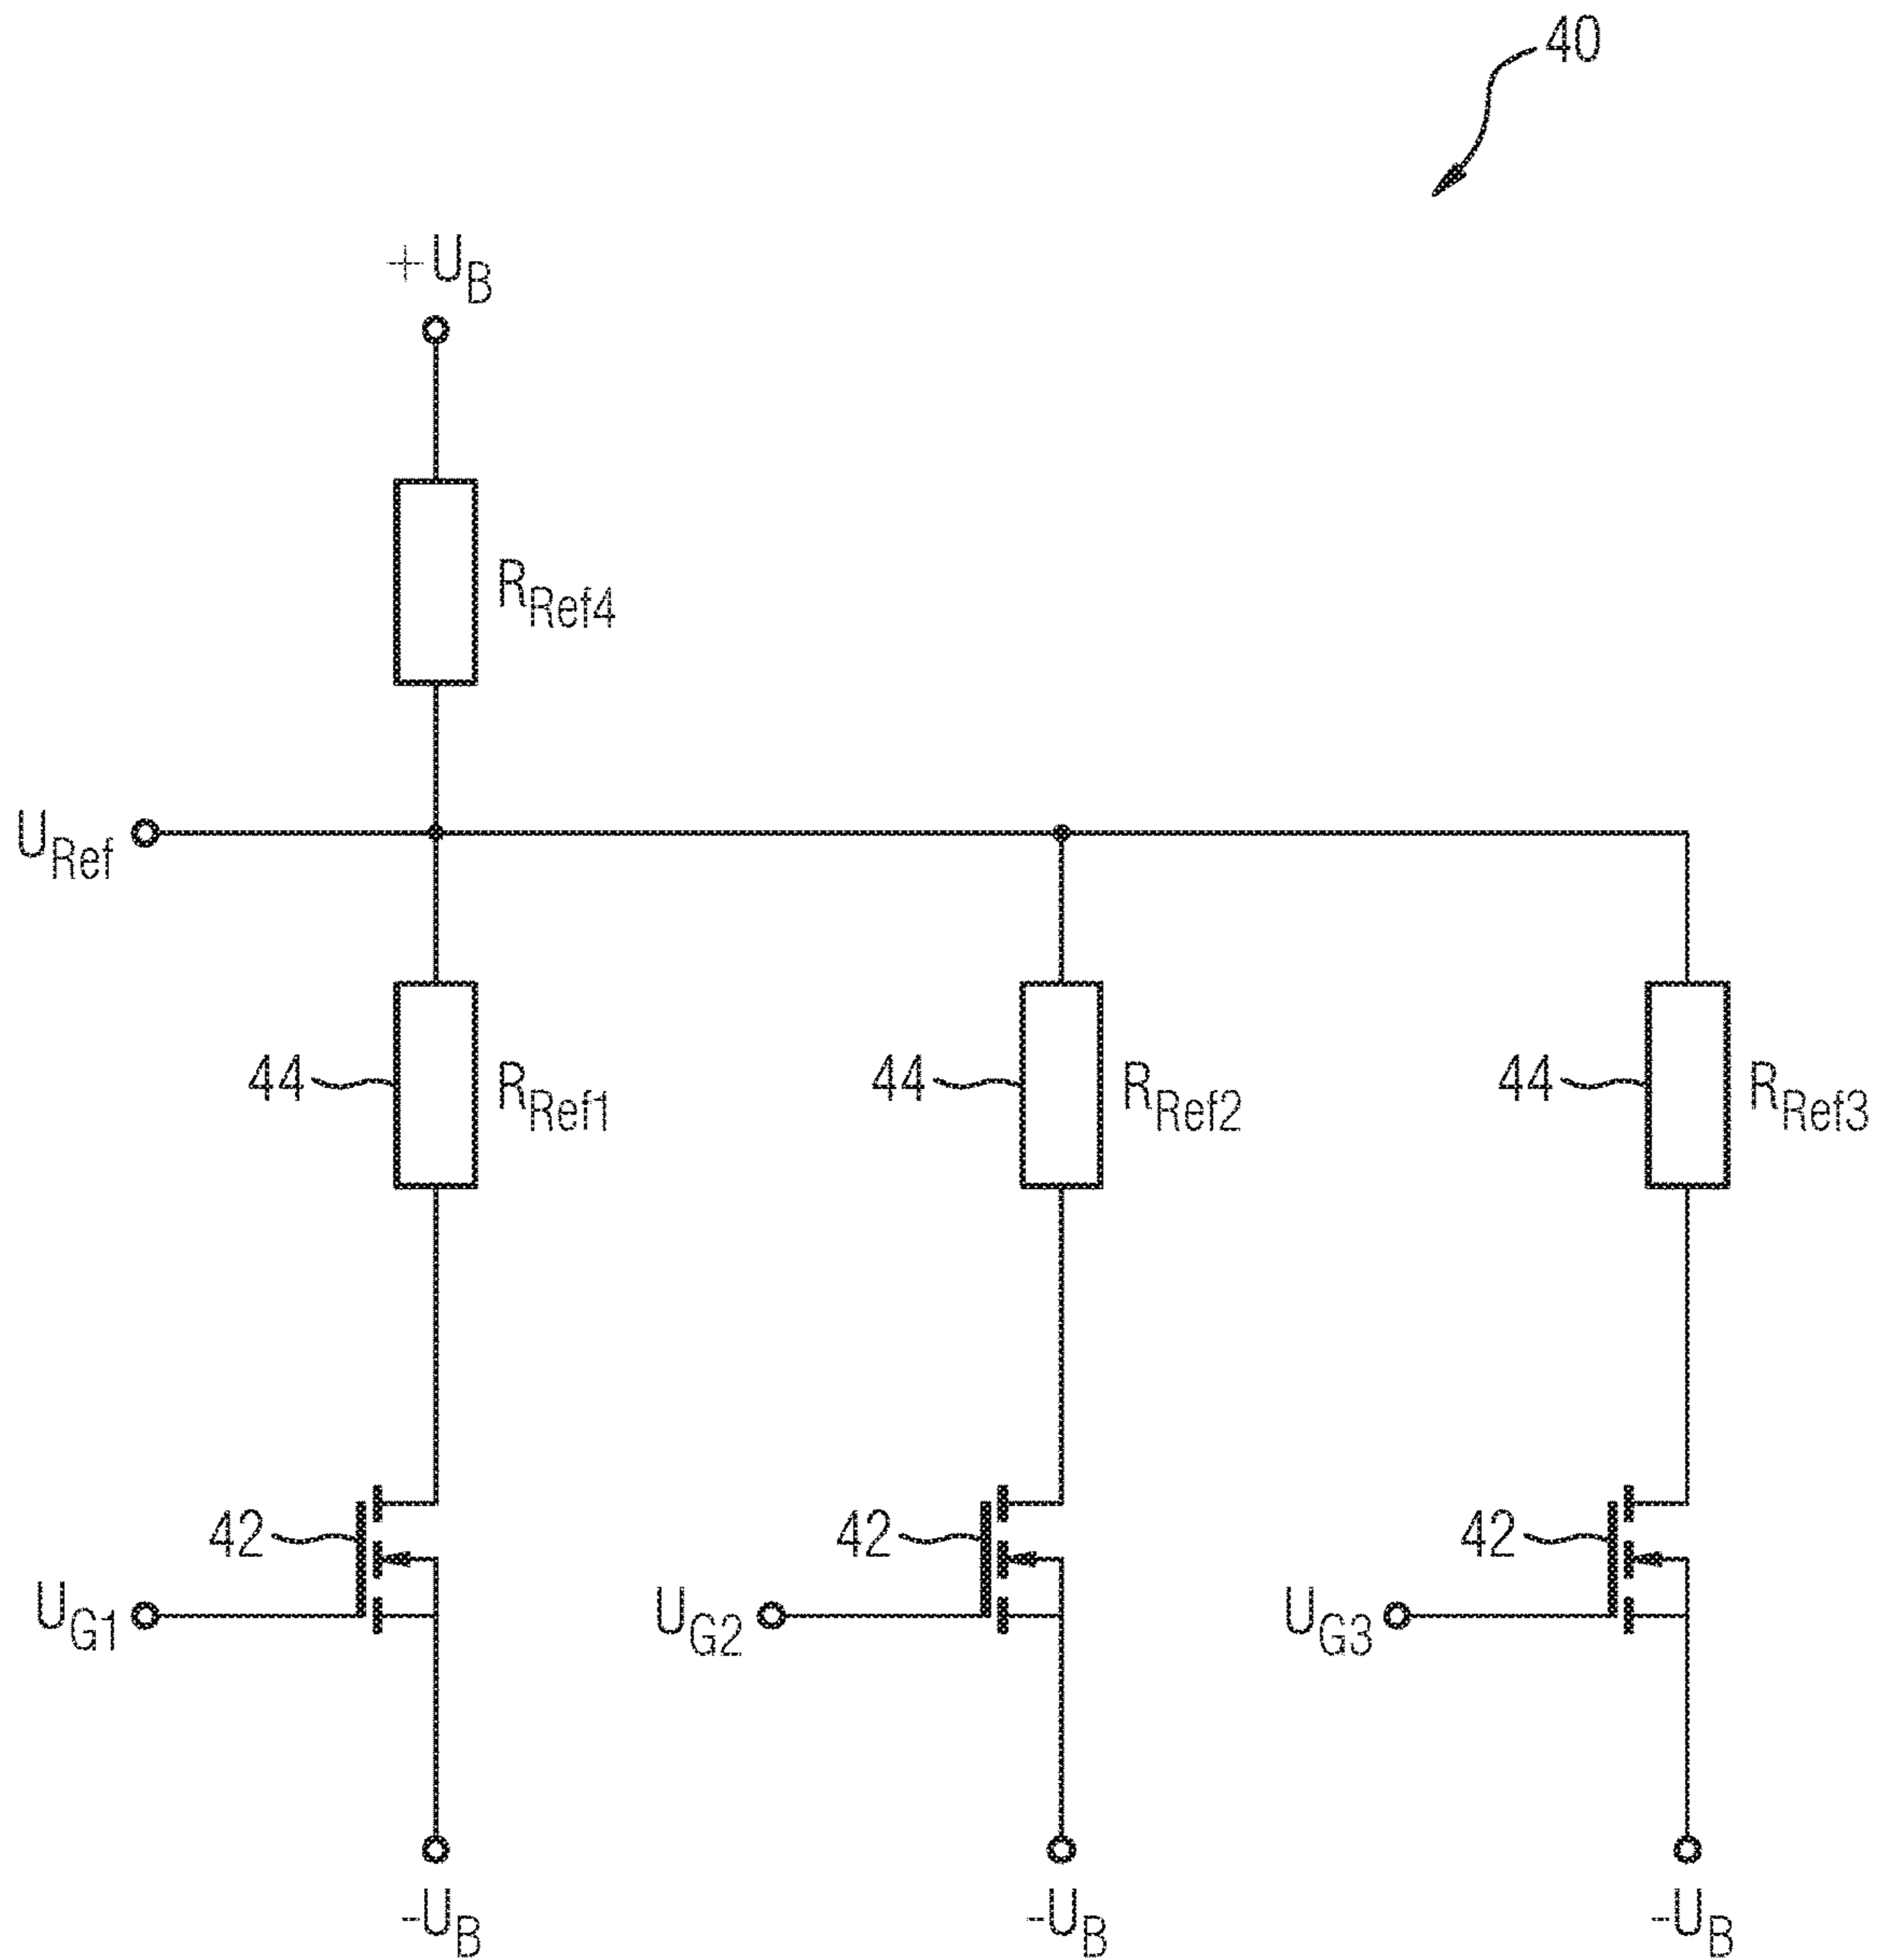 40
+U_B
R_Ref4
U_Ref
44 R_Ref1 44 R_Ref2 44 R_Ref3
42 42 42
U_G1 U_G2 U_G3
-U_B -U_B -U_B